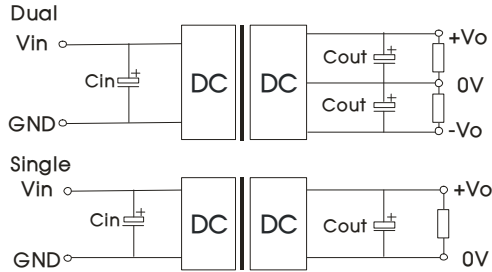 Dual
Vin
+Vo
Cout
Cin
DC
DC
0V
Cout
GND
-Vo
Single
Vin
+Vo
Cin
DC
DC
Cout
GND
0V